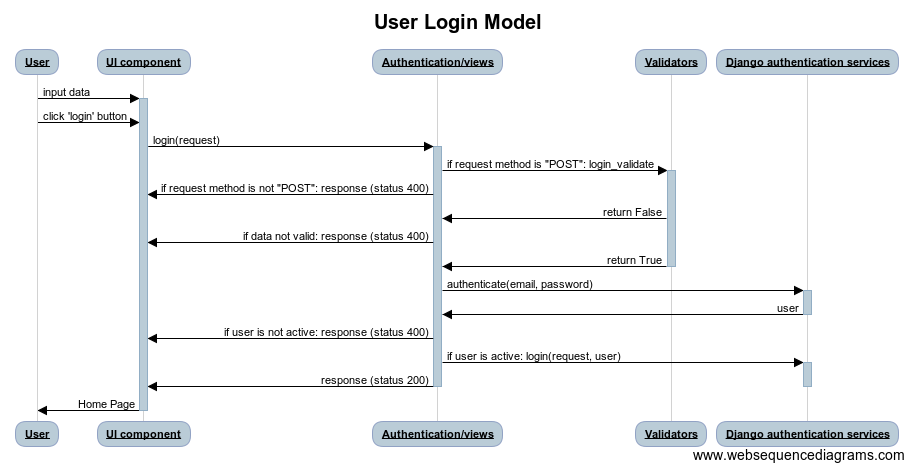 User Login Model
User
UI component
Authentication/views
Validators
Django authentication services
input data
click 'login' button
login(request)
if request method is "POST": login_validate
if request method is not "POST": response (status 400)
return False
if data not valid: response (status 400)
return True
authenticate(email, password)
user
if user is not active: response (status 400)
if user is active: login(request, user)
response (status 200)
Home Page
User
UI component
Authentication/views
Validators
Django authentication services
www.websequencediagrams.com